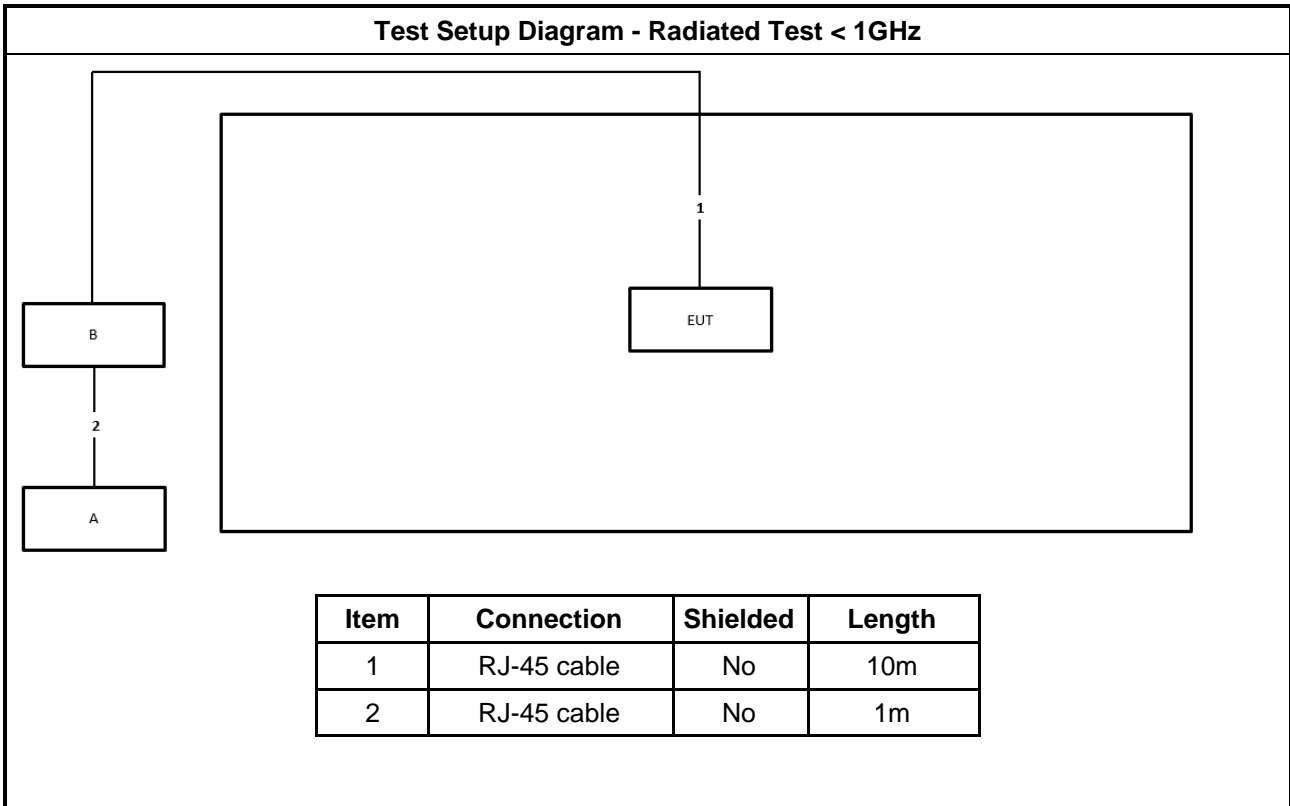 Test Setup Diagram - Radiated Test < 1GHz
1
EUT
B
2
A
Item Connection Shielded Length
1 RJ-45 cable No 10m
2 RJ-45 cable No 1m